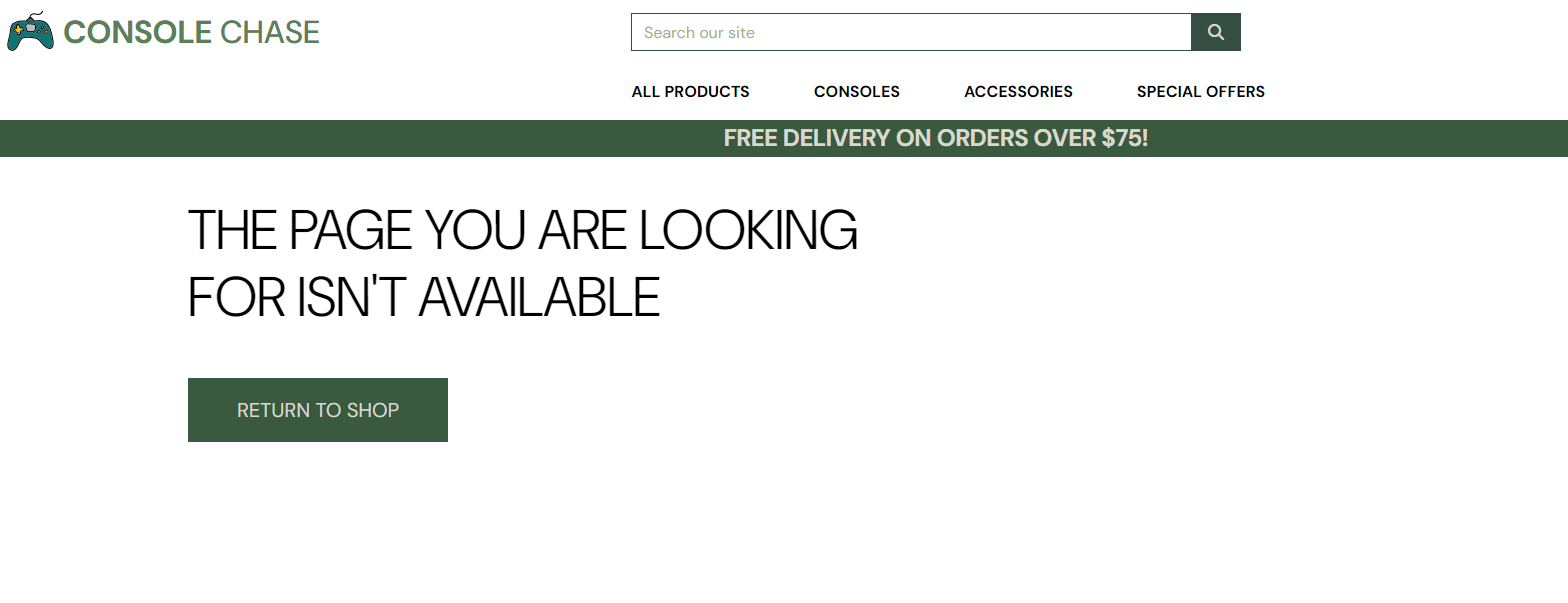 CONSOLE CHASE
Search our site
ALL PRODUCTS CONSOLES ACCESSORIES SPECIAL OFFERS
FREE DELIVERY ON ORDERS OVER $75!
THE PAGE YOU ARE LOOKING
FOR ISN'T AVAILABLE
RETURN TO SHOP